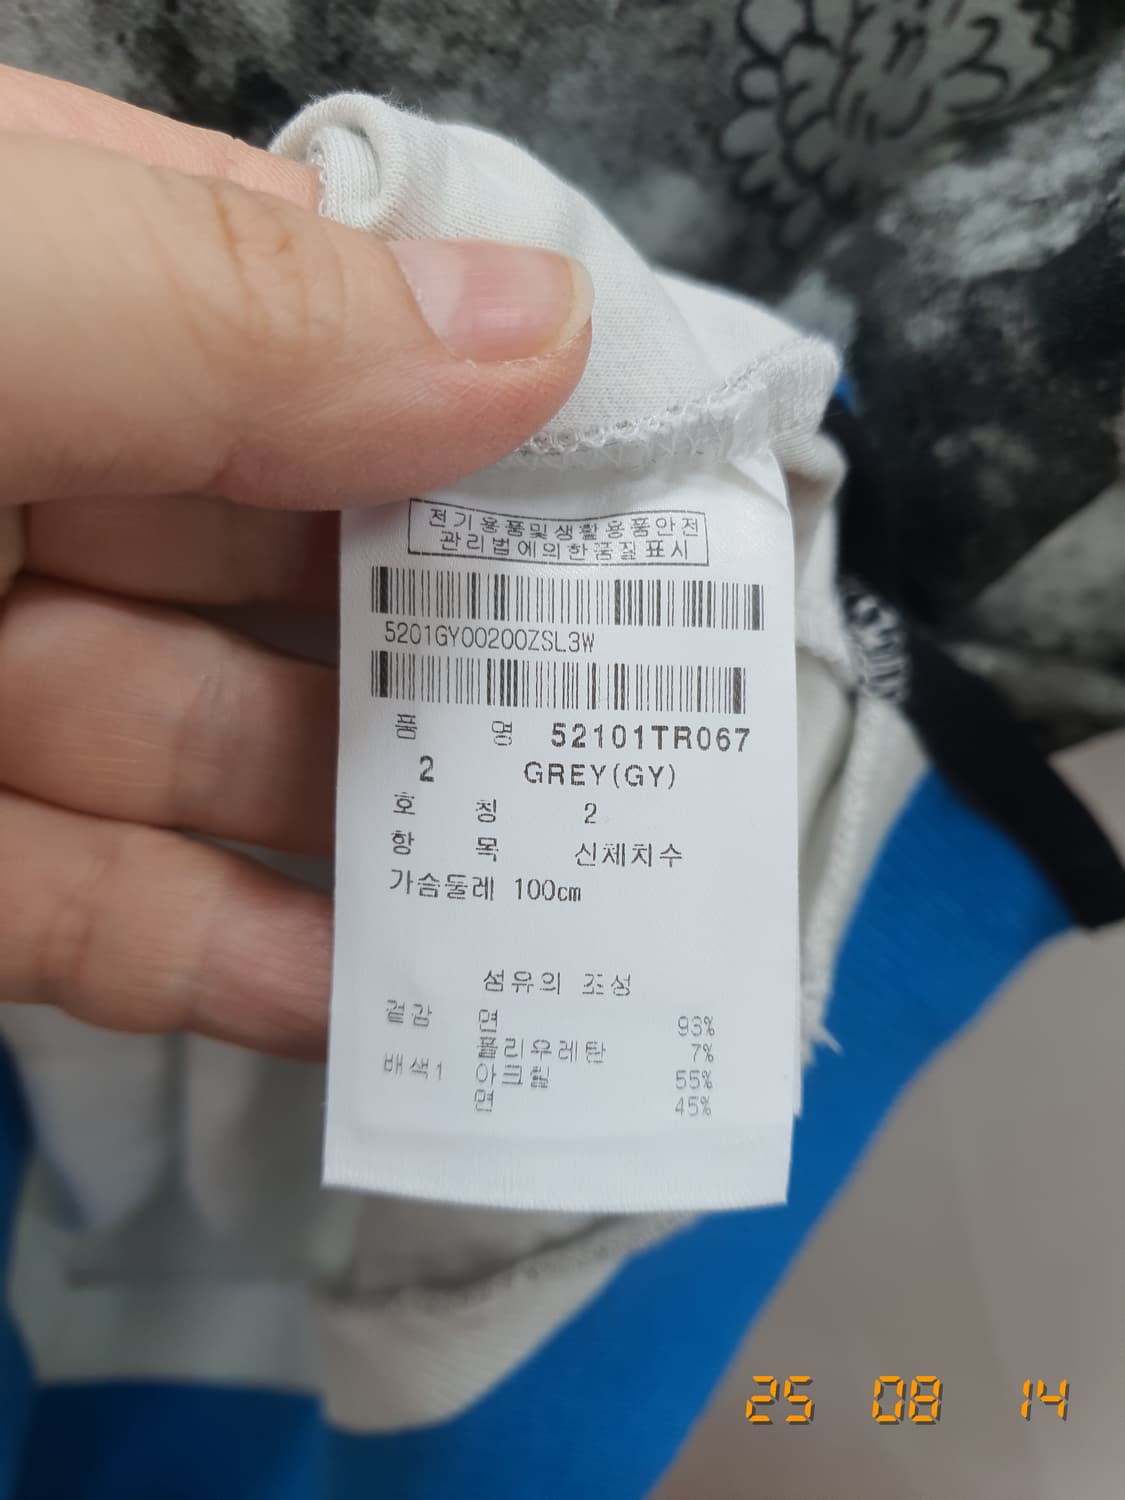 전기용품및생활용품안전
관리법에의한품질표시
5201GY00200ZSL3W
품 명 52101TR067
2 GREY(GY)
호 칭 2
항 목 신체치수
가슴둘레 100cm
섬유의 조성
겉감 면 93%
폴리우레탄 7%
배색1 아크릴 55%
면 45%
25 08 14